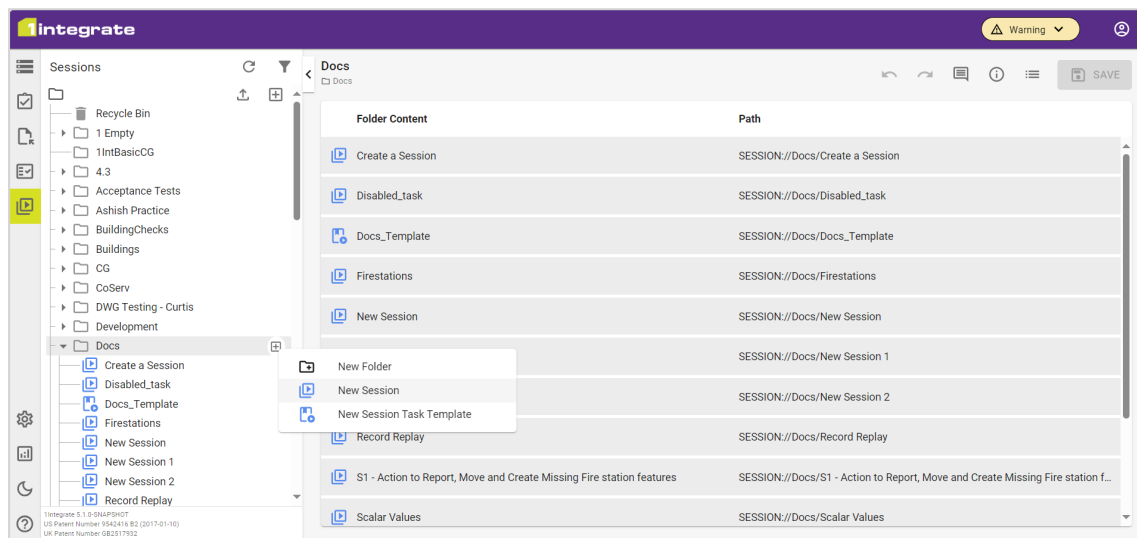 1integrate
Warning
Sessions
Docs
Docs
SAVE
Recycle Bin
1 Empty
1IntBasicCG
4.3
Acceptance Tests
Ashish Practice
BuildingChecks
Buildings
CG
CoServ
DWG Testing - Curtis
Development
Docs
Create a Session
Disabled_task
Docs_Template
Firestations
New Session
New Session 1
New Session 2
Record Replay
1Integrate 5.1.0-SNAPSHOT
US Patent Number 9542416 B2 (2017-01-10)
UK Patent Number GB2517932
New Folder
New Session
New Session Task Template
Folder Content Path
Create a Session SESSION://Docs/Create a Session
Disabled_task SESSION://Docs/Disabled_task
Docs_Template SESSION://Docs/Docs_Template
Firestations SESSION://Docs/Firestations
New Session SESSION://Docs/New Session
SESSION://Docs/New Session 1
SESSION://Docs/New Session 2
Record Replay SESSION://Docs/Record Replay
S1 - Action to Report, Move and Create Missing Fire station features SESSION://Docs/S1 - Action to Report, Move and Create Missing Fire station f...
Scalar Values SESSION://Docs/Scalar Values